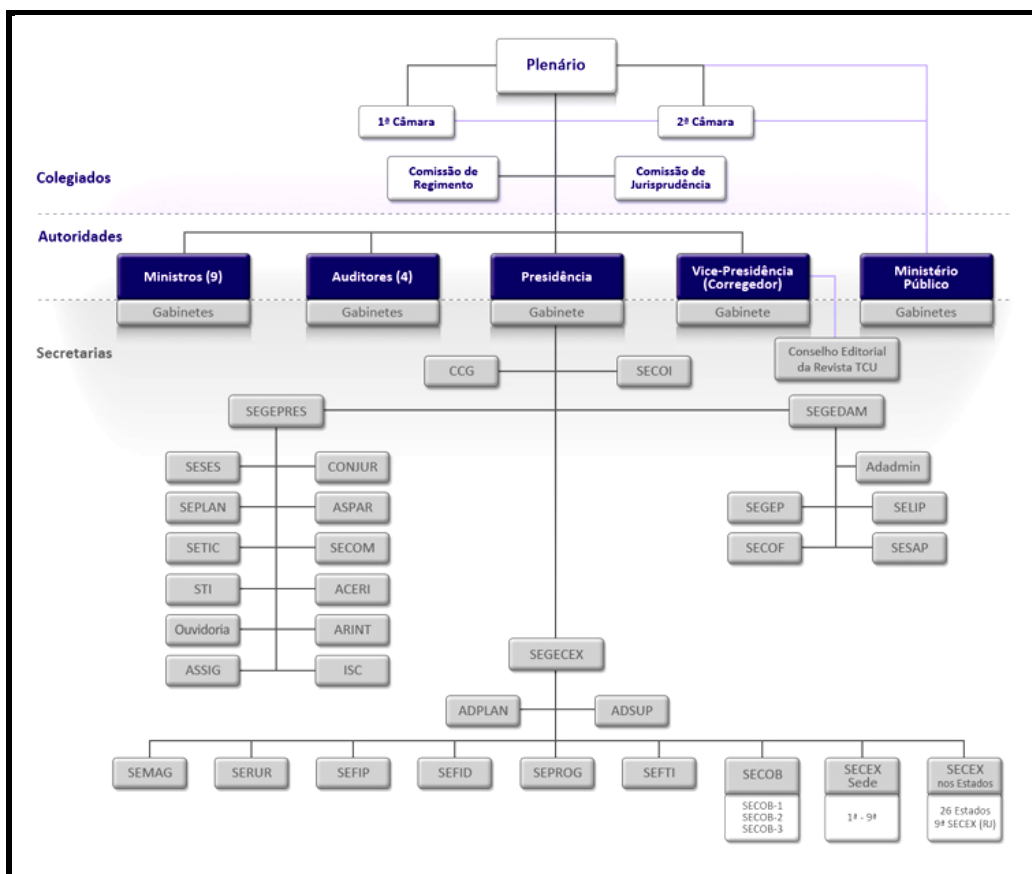 Plenário
1ª Câmara
2ª Câmara
Comissão de
Regimento
Comissão de
Jurisprudência
Colegiados
Autoridades
Ministros (9)
Auditores (4)
Presidência
Vice-Presidência
(Corregedor)
Ministério
Público
Gabinetes
Gabinetes
Gabinete
Gabinete
Gabinetes
Secretarias
Conselho Editorial
da Revista TCU
CCG
SECOI
SEGEPRES
SEGEDAM
SESES
CONJUR
Adadmin
SEPLAN
ASPAR
SEGEP
SELIP
SETIC
SECOM
SECOF
SESAP
STI
ACERI
Ouvidoria
ARINT
ASSIG
ISC
SEGECEX
ADPLAN
ADSUP
SEMAG
SERUR
SEFIP
SEFID
SEPROG
SEFTI
SECOB
SECOB-1
SECOB-2
SECOB-3
SECEX
Sede
1ª - 9ª
SECEX
nos Estados
26 Estados
9ª SECEX (RJ)